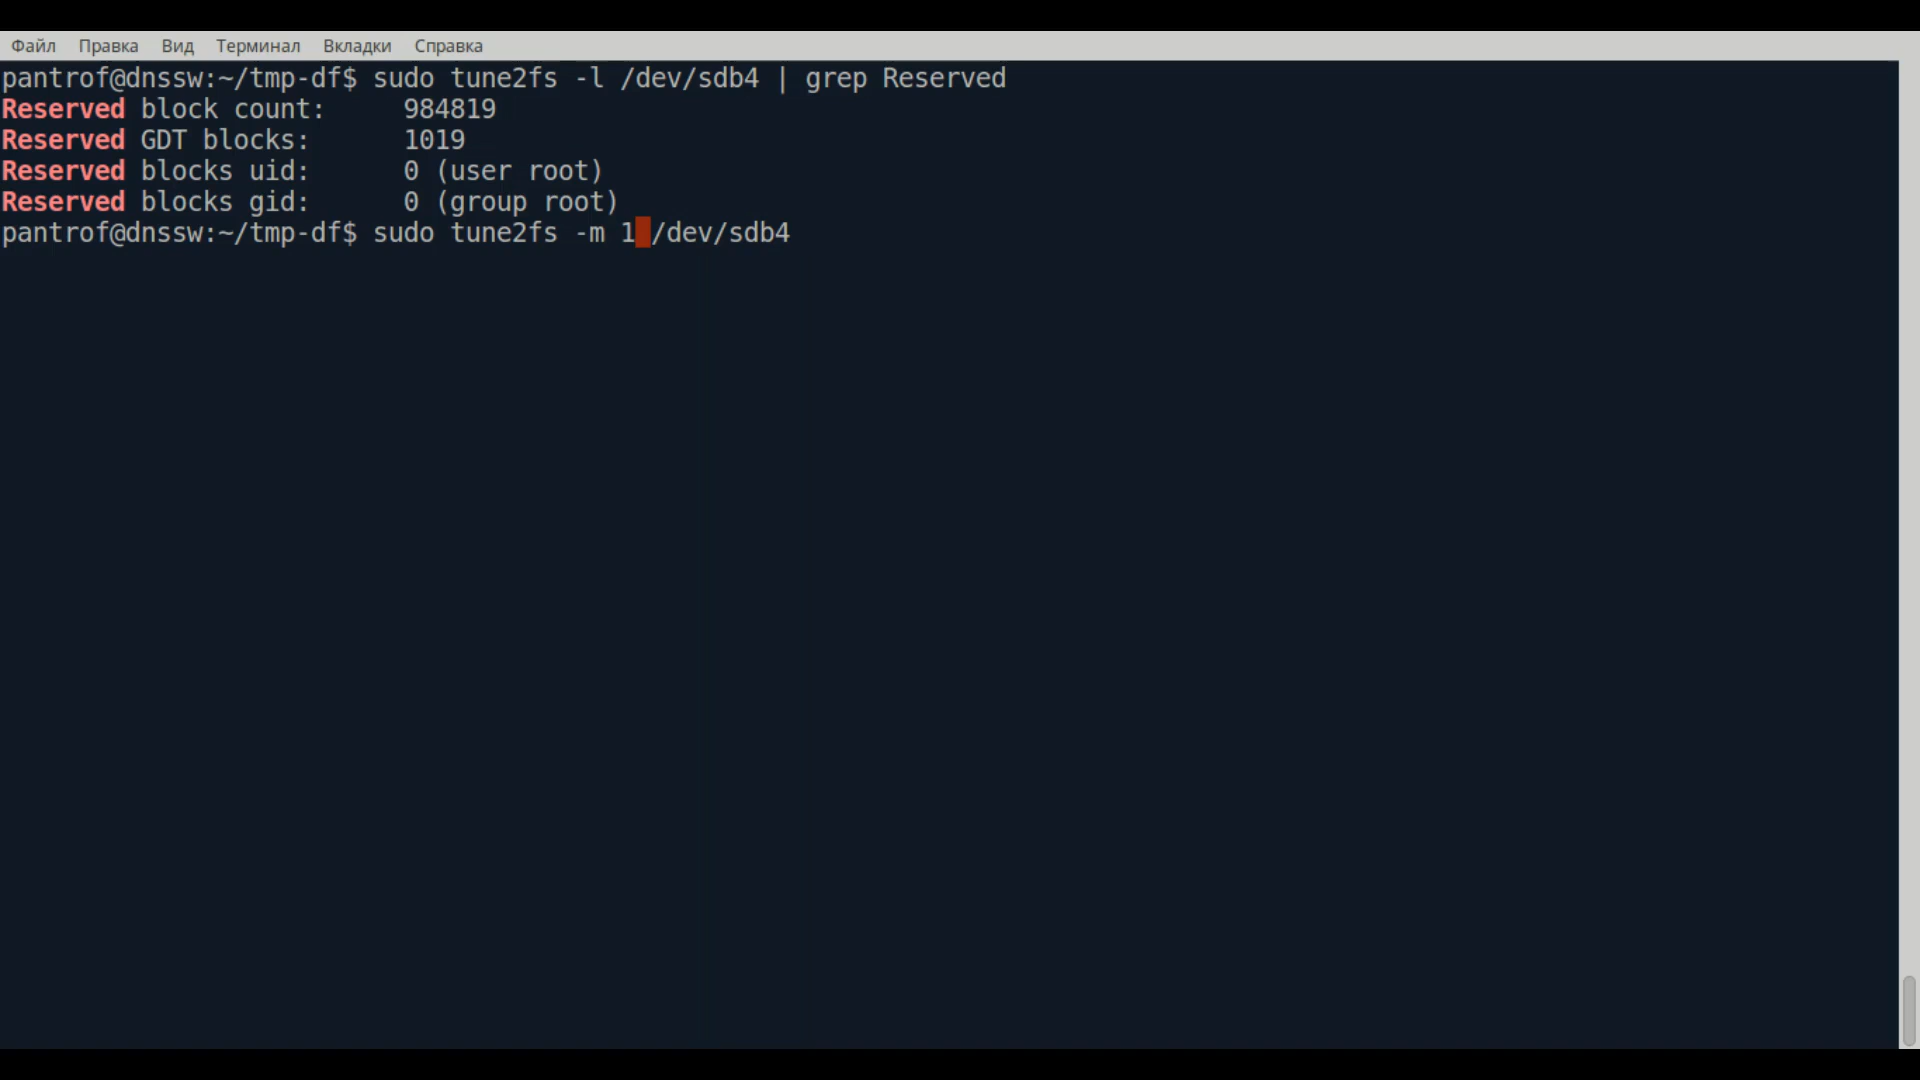 Файл Правка Вид Терминал Вкладки Справка
pantrof@dnssw:~/tmp-df$ sudo tune2fs -l /dev/sdb4 | grep Reserved
Reserved block count:     984819
Reserved GDT blocks:      1019
Reserved blocks uid:      0 (user root)
Reserved blocks gid:      0 (group root)
pantrof@dnssw:~/tmp-df$ sudo tune2fs -m 1 /dev/sdb4